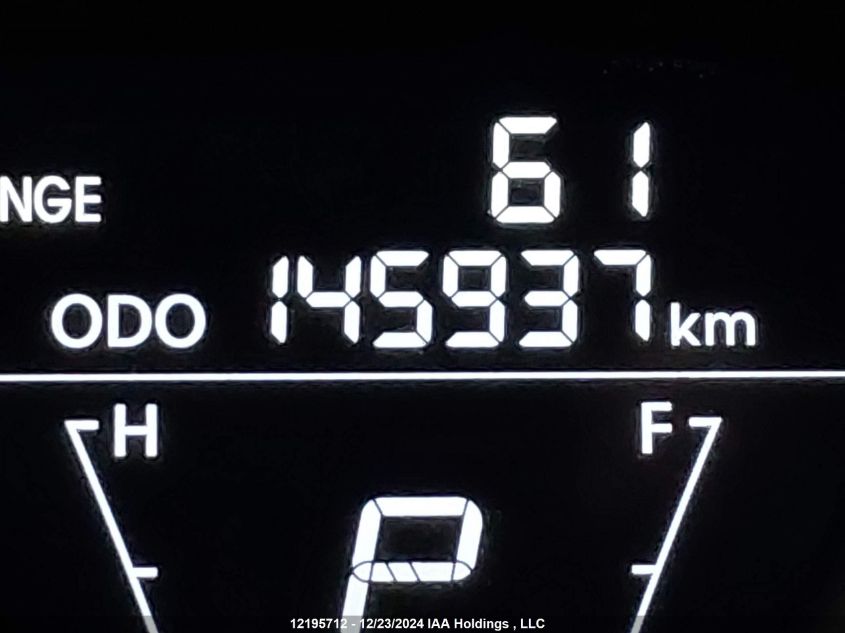 NGE 61
ODO 145937 km
H F
P
12195712 - 12/23/2024 IAA Holdings , LLC